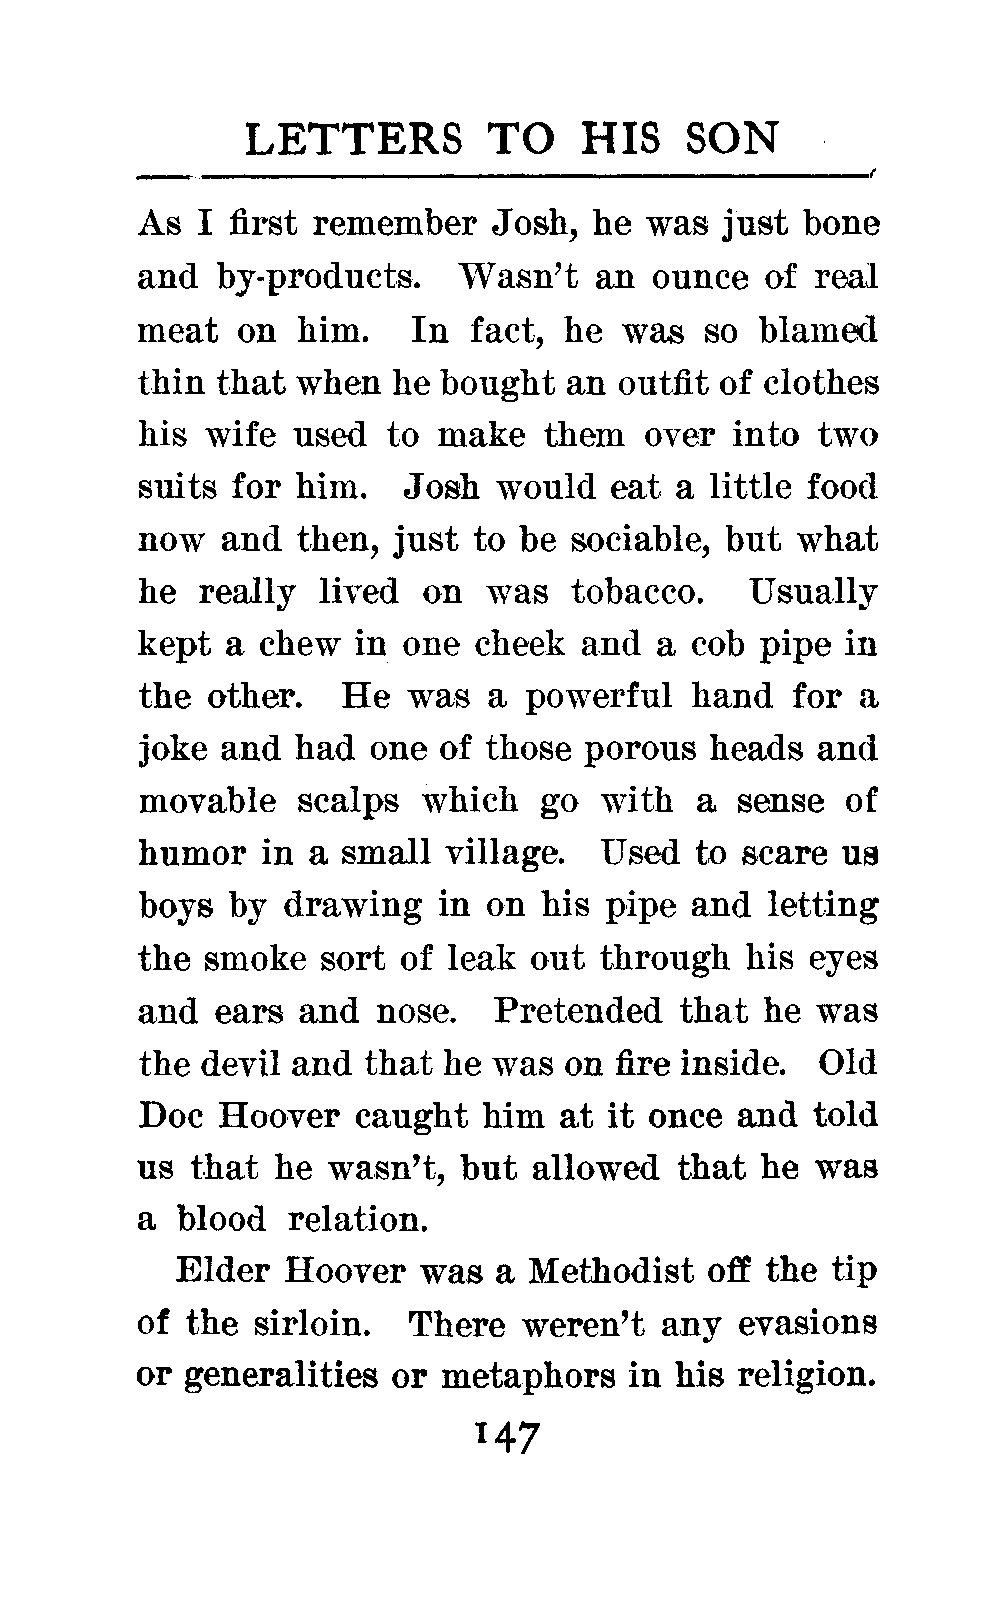 LETTERS TO HIS SON
As I first remember Josh, he was just bone
and by-products. Wasn't an ounce of real
meat on him. In fact, he was so blamed
thin that when he bought an outfit of clothes
his wife used to make them over into two
suits for him. Josh would eat a little food
now and then, just to be sociable, but what
he really lived on was tobacco. Usually
kept a chew in one cheek and a cob pipe in
the other. He was a powerful hand for a
joke and had one of those porous heads and
movable scalps which go with a sense of
humor in a small village. Used to scare us
boys by drawing in on his pipe and letting
the smoke sort of leak out through his eyes
and ears and nose. Pretended that he was
the devil and that he was on fire inside. Old
Doc Hoover caught him at it once and told
us that he wasn't, but allowed that he was
a blood relation.
Elder Hoover was a Methodist off the tip
of the sirloin. There weren't any evasions
or generalities or metaphors in his religion.
147